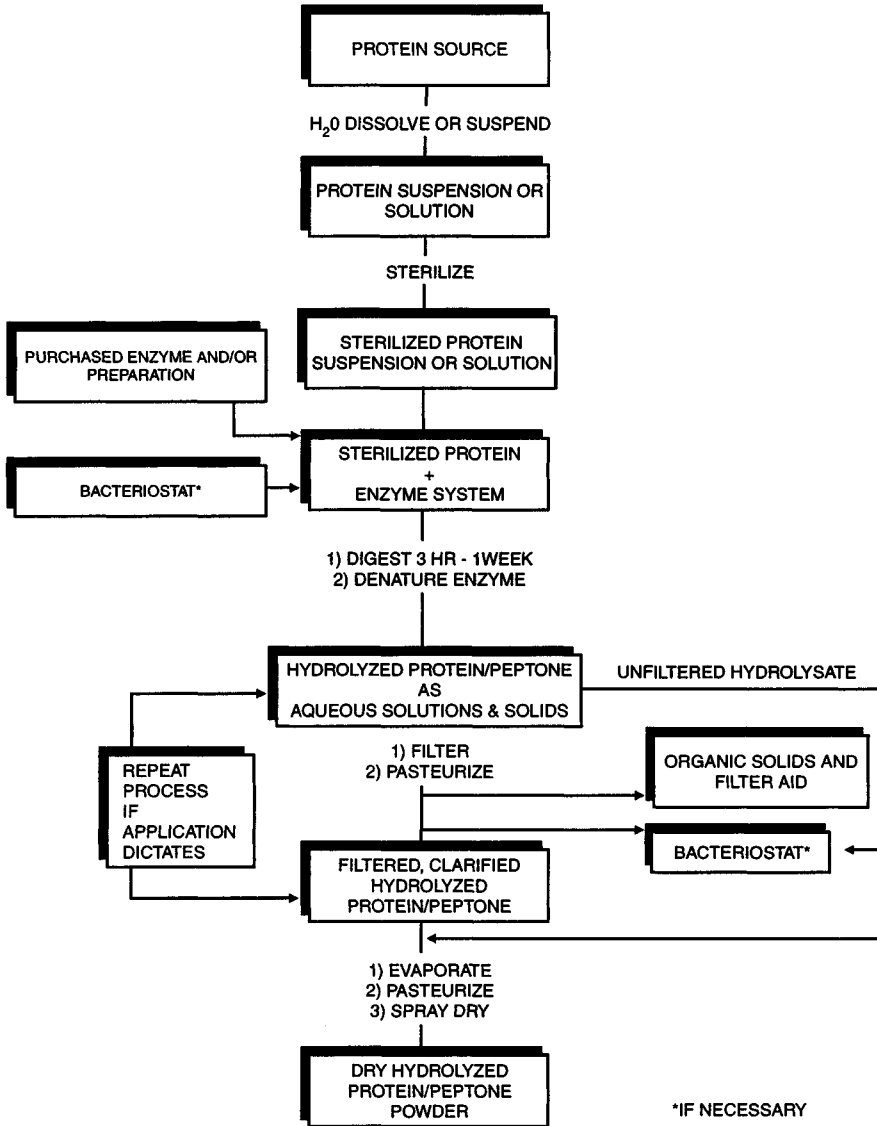 PROTEIN SOURCE
H₂0 DISSOLVE OR SUSPEND
PROTEIN SUSPENSION OR
SOLUTION
STERILIZE
STERILIZED PROTEIN
SUSPENSION OR SOLUTION
PURCHASED ENZYME AND/OR
PREPARATION
STERILIZED PROTEIN
+
ENZYME SYSTEM
BACTERIOSTAT*
1) DIGEST 3 HR - 1WEEK
2) DENATURE ENZYME
HYDROLYZED PROTEIN/PEPTONE
AS
AQUEOUS SOLUTIONS & SOLIDS
UNFILTERED HYDROLYSATE
1) FILTER
2) PASTEURIZE
ORGANIC SOLIDS AND
FILTER AID
REPEAT
PROCESS
IF
APPLICATION
DICTATES
BACTERIOSTAT*
FILTERED, CLARIFIED
HYDROLYZED
PROTEIN/PEPTONE
1) EVAPORATE
2) PASTEURIZE
3) SPRAY DRY
DRY HYDROLYZED
PROTEIN/PEPTONE
POWDER
*IF NECESSARY